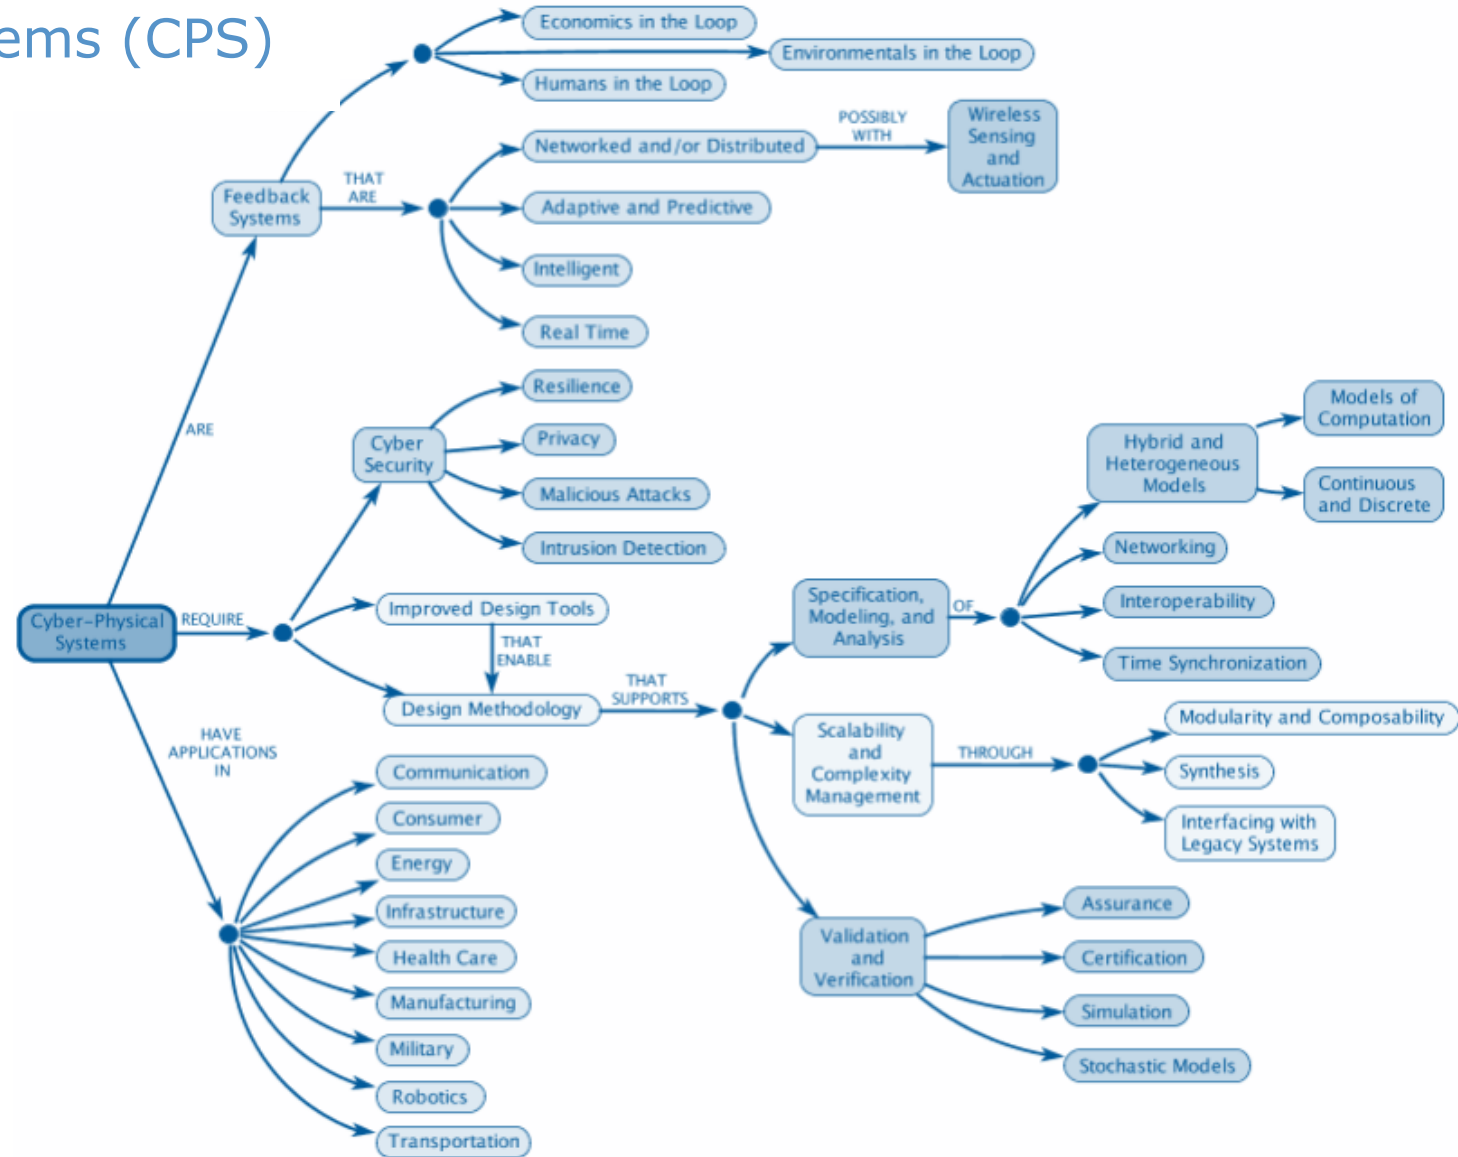 ems (CPS)
Economics in the Loop
Environmentals in the Loop
Humans in the Loop
Networked and/or Distributed
POSSIBLY
WITH
Wireless
Sensing
and
Actuation
Feedback
Systems
THAT
ARE
Adaptive and Predictive
Intelligent
Real Time
ARE
Cyber
Security
Resilience
Privacy
Malicious Attacks
Intrusion Detection
Cyber-Physical
Systems
REQUIRE
Improved Design Tools
THAT
ENABLE
Design Methodology
THAT
SUPPORTS
Specification,
Modeling, and
Analysis
OF
Hybrid and
Heterogeneous
Models
Models of
Computation
Continuous
and Discrete
Networking
Interoperability
Time Synchronization
Scalability
and
Complexity
Management
THROUGH
Modularity and Composability
Synthesis
Interfacing with
Legacy Systems
Validation
and
Verification
Assurance
Certification
Simulation
Stochastic Models
HAVE
APPLICATIONS
IN
Communication
Consumer
Energy
Infrastructure
Health Care
Manufacturing
Military
Robotics
Transportation